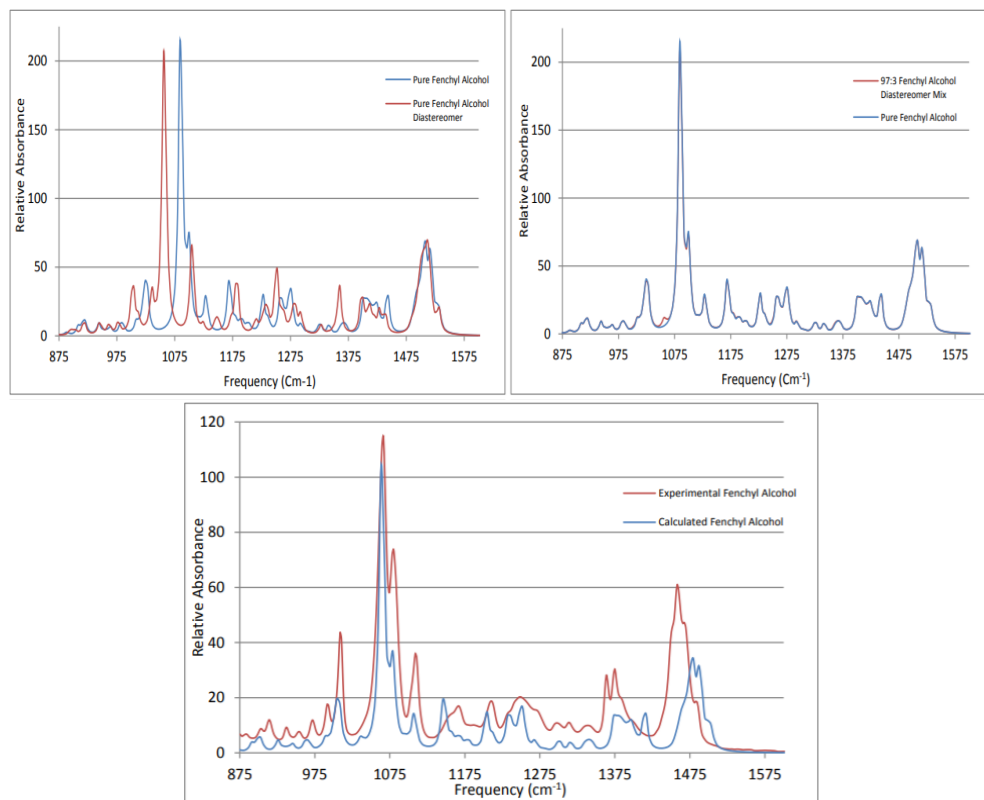 Relative Absorbance
200
150
100
50
0
875 975 1075 1175 1275 1375 1475 1575
Frequency (Cm-1)
Pure Fenchyl Alcohol
Pure Fenchyl Alcohol
Diastereomer
Relative Absorbance
200
150
100
50
0
875 975 1075 1175 1275 1375 1475 1575
Frequency (Cm⁻¹)
97:3 Fenchyl Alcohol
Diastereomer Mix
Pure Fenchyl Alcohol
Relative Absorbance
120
100
80
60
40
20
0
875 975 1075 1175 1275 1375 1475 1575
Frequency (cm⁻¹)
Experimental Fenchyl Alcohol
Calculated Fenchyl Alcohol